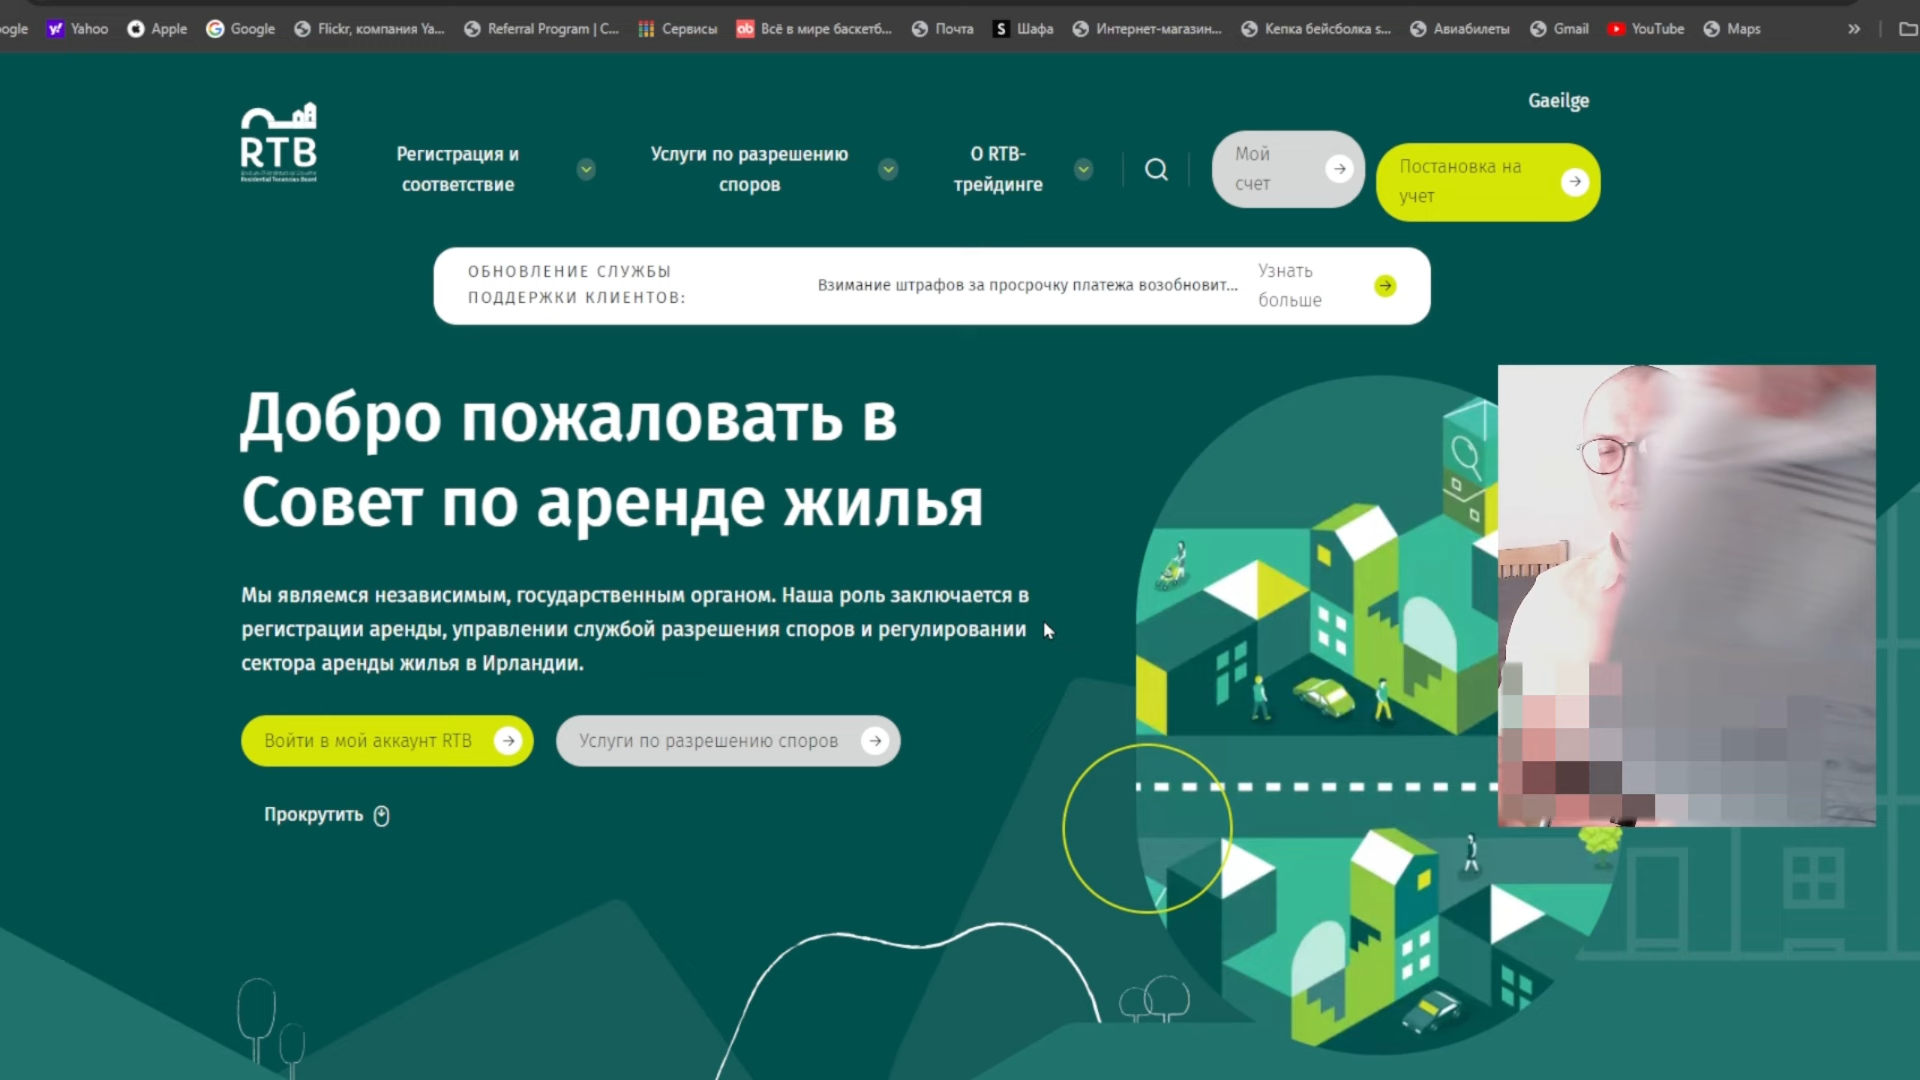 ogle
Yahoo
Apple
Google
Flickr, компания Ya...
Referral Program | C...
Сервисы
Всё в мире баскетб...
Почта
Шафа
Интернет-магазин...
Кепка бейсболка s...
Авиабилеты
Gmail
YouTube
Maps
Gaeilge
RTB
Регистрация и
соответствие
Услуги по разрешению
споров
О RTB-
трейдинге
Мой
счет
Постановка на
учет
ОБНОВЛЕНИЕ СЛУЖБЫ
ПОДДЕРЖКИ КЛИЕНТОВ:
Взимание штрафов за просрочку платежа возобновит...
Узнать
больше
Добро пожаловать в
Совет по аренде жилья
Мы являемся независимым, государственным органом. Наша роль заключается в
регистрации аренды, управлении службой разрешения споров и регулировании
сектора аренды жилья в Ирландии.
Войти в мой аккаунт RTB
Услуги по разрешению споров
Прокрутить